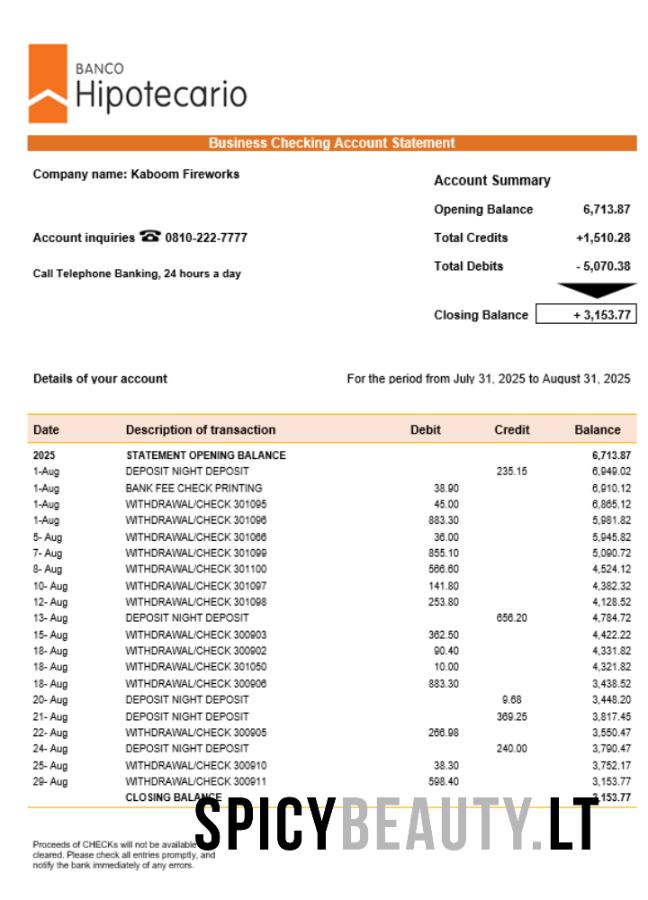 BANCO
Hipotecario
Business Checking Account Statement
Company name: Kaboom Fireworks
Account inquiries ☎ 0810-222-7777
Call Telephone Banking, 24 hours a day
Account Summary
Opening Balance 6,713.87
Total Credits +1,510.28
Total Debits - 5,070.38
Closing Balance + 3,153.77
Details of your account For the period from July 31, 2025 to August 31, 2025
Date Description of transaction Debit Credit Balance
2025 STATEMENT OPENING BALANCE 6,713.87
1-Aug DEPOSIT NIGHT DEPOSIT 235.15 6,949.02
1-Aug BANK FEE CHECK PRINTING 38.90 6,910.12
1-Aug WITHDRAWAL/CHECK 301095 45.00 6,865.12
1-Aug WITHDRAWAL/CHECK 301096 883.30 5,981.82
5- Aug WITHDRAWAL/CHECK 301066 36.00 5,945.82
7- Aug WITHDRAWAL/CHECK 301099 855.10 5,090.72
8- Aug WITHDRAWAL/CHECK 301100 566.60 4,524.12
10- Aug WITHDRAWAL/CHECK 301097 141.80 4,382.32
12- Aug WITHDRAWAL/CHECK 301098 253.80 4,128.52
13- Aug DEPOSIT NIGHT DEPOSIT 656.20 4,784.72
15- Aug WITHDRAWAL/CHECK 300903 362.50 4,422.22
18- Aug WITHDRAWAL/CHECK 300902 90.40 4,331.82
18- Aug WITHDRAWAL/CHECK 301050 10.00 4,321.82
18- Aug WITHDRAWAL/CHECK 300906 883.30 3,438.52
20- Aug DEPOSIT NIGHT DEPOSIT 9.68 3,448.20
21- Aug DEPOSIT NIGHT DEPOSIT 369.25 3,817.45
22- Aug WITHDRAWAL/CHECK 300905 266.98 3,550.47
24- Aug DEPOSIT NIGHT DEPOSIT 240.00 3,790.47
25- Aug WITHDRAWAL/CHECK 300910 38.30 3,752.17
29- Aug WITHDRAWAL/CHECK 300911 598.40 3,153.77
CLOSING BALANCE 3,153.77
SPICYBEAUTY.LT
Proceeds of CHECKs will not be available
cleared. Please check all entries promptly, and
notify the bank immediately of any errors.